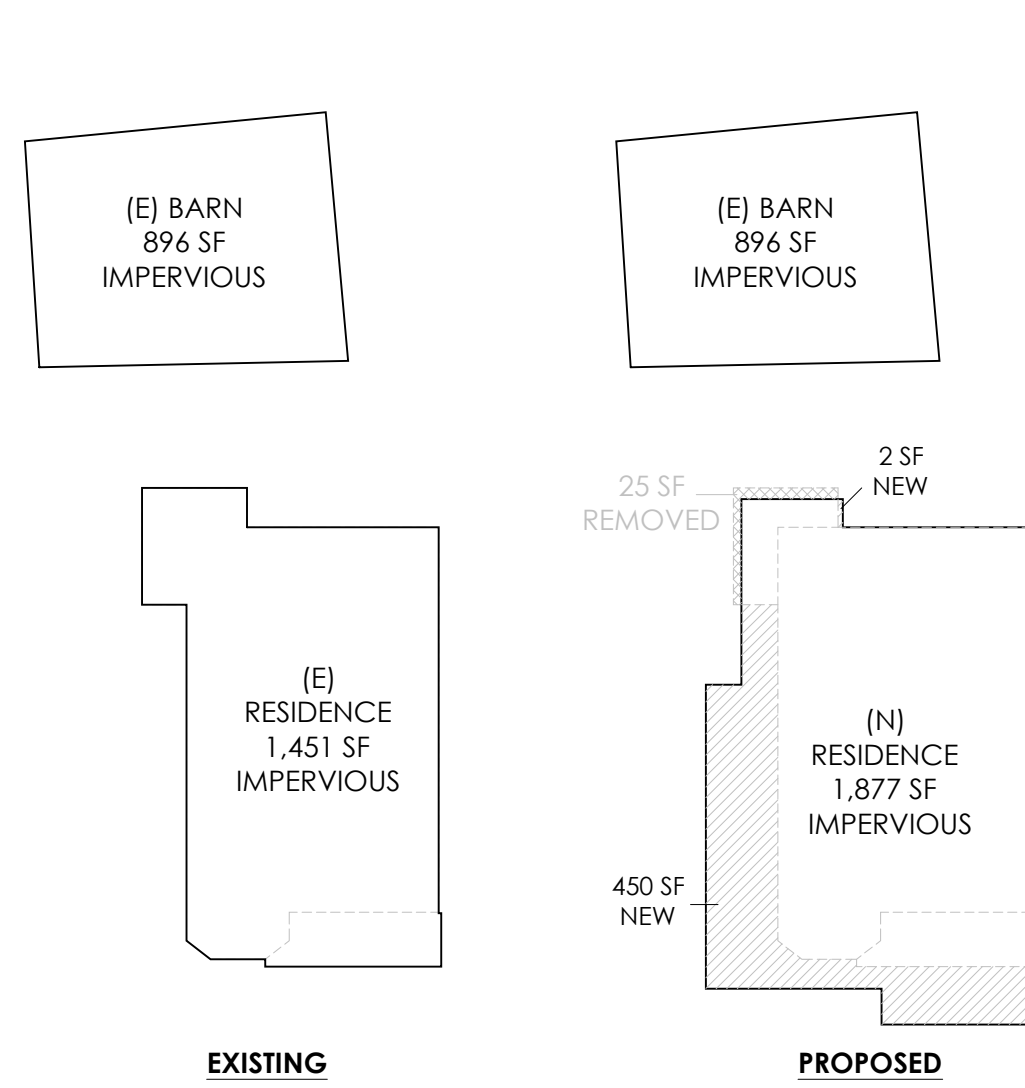 (E) BARN
896 SF
IMPERVIOUS
(E) BARN
896 SF
IMPERVIOUS
(E)
RESIDENCE
1,451 SF
IMPERVIOUS
25 SF
REMOVED
2 SF
NEW
(N)
RESIDENCE
1,877 SF
IMPERVIOUS
450 SF
NEW
EXISTING
PROPOSED